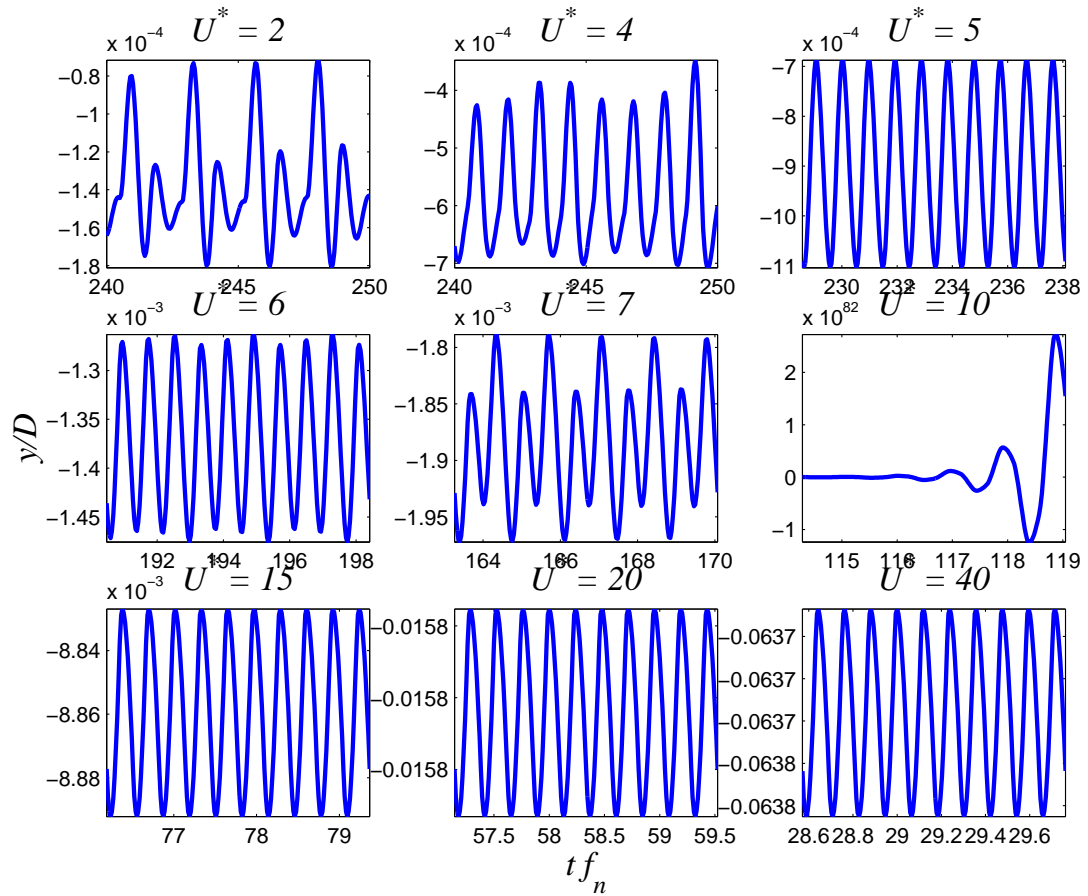 U* = 2
U* = 4
U* = 5
x 10⁻⁴
x 10⁻⁴
x 10⁻⁴
−0.8
−1
−1.2
−1.4
−1.6
−1.8
240 245 250
−4
−5
−6
−7
240 245 250
−7
−8
−9
−10
−11
230 232 234 236 238
U* = 6
U* = 7
U* = 10
x 10⁻³
x 10⁻³
x 10⁸²
−1.3
−1.35
−1.4
−1.45
192 194 196 198
−1.8
−1.85
−1.9
−1.95
164 166 168 170
2
1
0
−1
115 116 117 118 119
y/D
U* = 15
U* = 20
U* = 40
x 10⁻³
−8.84
−8.86
−8.88
77 78 79
−0.0158
−0.0158
−0.0158
57.5 58 58.5 59 59.5
−0.0637
−0.0637
−0.0637
−0.0638
−0.0638
28.6 28.8 29 29.2 29.4 29.6
t fₙ